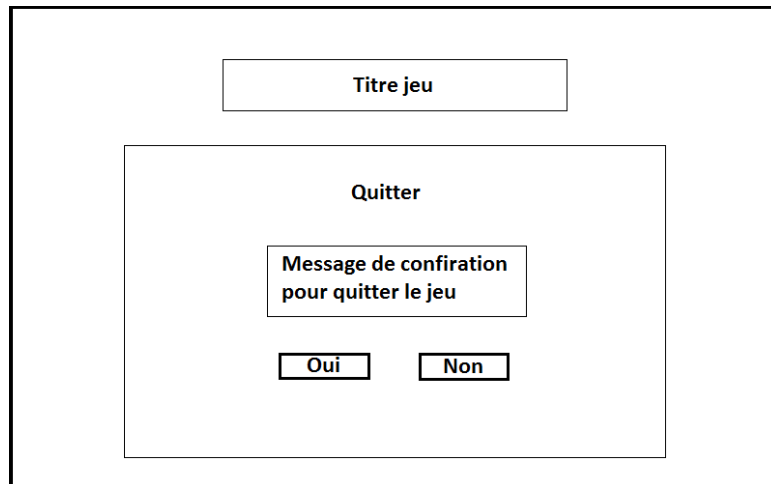 Titre jeu
Quitter
Message de confiration
pour quitter le jeu
Oui
Non